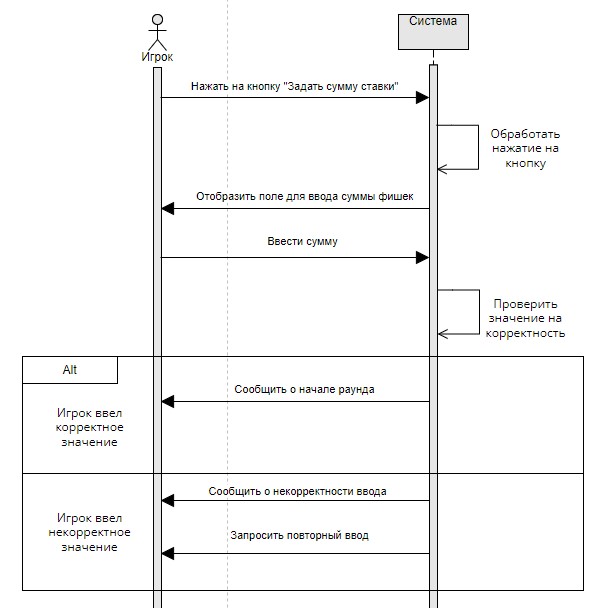 Система
Игрок
Нажать на кнопку "Задать сумму ставки"
Обработать
нажатие на
кнопку
Отобразить поле для ввода суммы фишек
Ввести сумму
Проверить
значение на
корректность
Alt
Сообщить о начале раунда
Игрок ввел
корректное
значение
Сообщить о некорректности ввода
Игрок ввел
некорректное
значение
Запросить повторный ввод